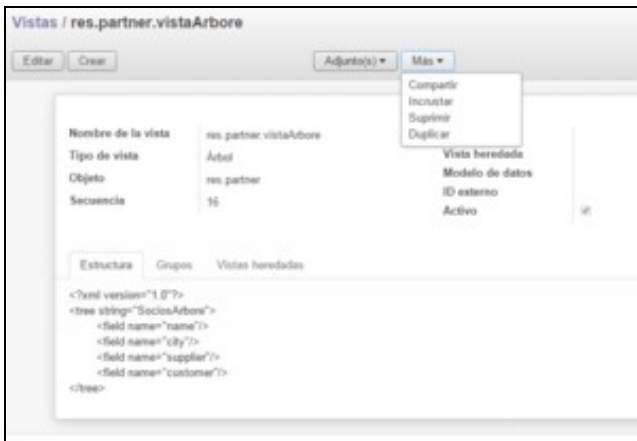 Vistas / res.partner.vistaArbore
Editar Crear Adjunto(s) Más
Compartir
Incrustar
Suprimir
Duplicar
Nombre de la vista res.partner.vistaArbore
Tipo de vista Árbol Vista heredada
Objeto res.partner Modelo de datos
Secuencia 16 ID externo
Activo
Estructura Grupos Vistas heredadas
<?xml version="1.0"?>
<tree string="SociosArbore">
<field name="name"/>
<field name="city"/>
<field name="supplier"/>
<field name="customer"/>
</tree>